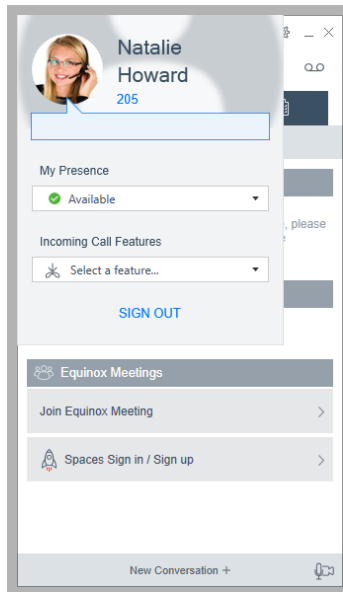 Natalie
Howard
205
My Presence
Available
, please
Incoming Call Features
Select a feature...
SIGN OUT
Equinox Meetings
Join Equinox Meeting
Spaces Sign in / Sign up
New Conversation +